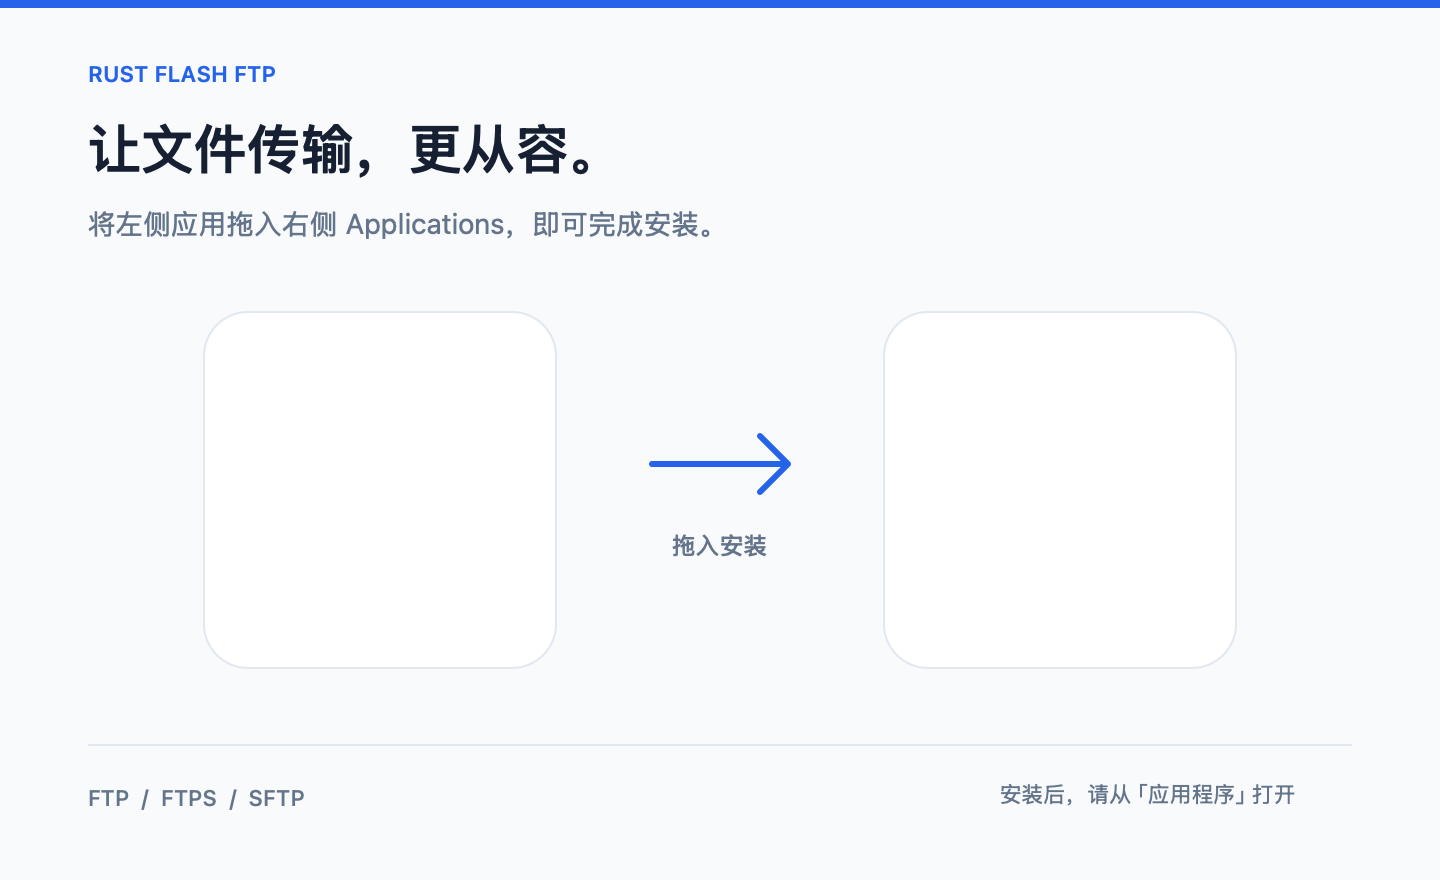 RUST FLASH FTP
让文件传输，更从容。
将左侧应用拖入右侧 Applications，即可完成安装。
拖入安装
FTP / FTPS / SFTP
安装后，请从「应用程序」打开